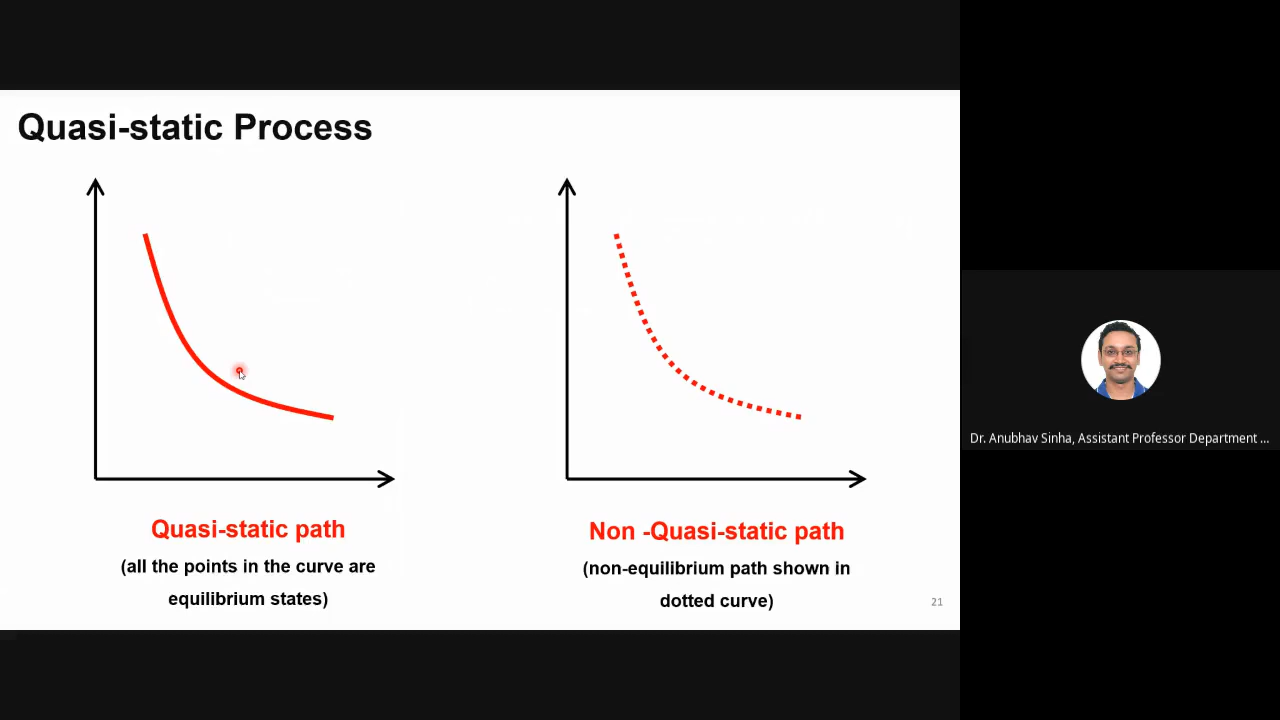 Quasi-static Process
Quasi-static path
(all the points in the curve are
equilibrium states)
Non -Quasi-static path
(non-equilibrium path shown in
dotted curve)
21
Dr. Anubhav Sinha, Assistant Professor Department ...